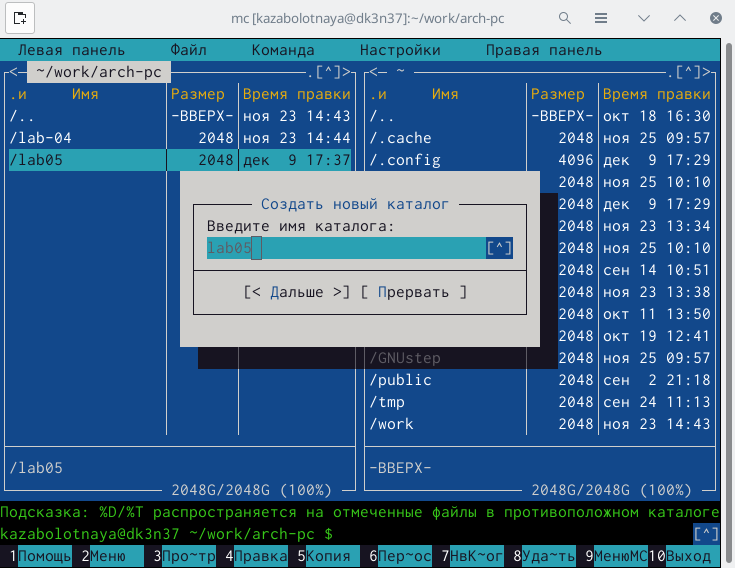 mc [kazabolotnaya@dk3n37]:~/work/arch-pc
Левая панель Файл Команда Настройки Правая панель
<─ ~/work/arch-pc .[^]>
.и Имя Размер Время правки
/.. -ВВЕРХ- ноя 23 14:43
/lab-04 2048 ноя 23 14:44
/lab05 2048 дек 9 17:37
/lab05
2048G/2048G (100%)
<─ ~ .[^]>
.и Имя Размер Время правки
/.. -ВВЕРХ- окт 18 16:30
/.cache 2048 ноя 25 09:57
/.config 4096 дек 9 17:29
2048 ноя 25 10:10
2048 дек 9 17:29
2048 ноя 23 13:34
2048 ноя 25 10:10
2048 сен 14 10:51
2048 ноя 23 13:38
2048 окт 11 13:50
2048 окт 19 12:41
/GNUstep 2048 ноя 25 09:57
/public 2048 сен 2 21:18
/tmp 2048 сен 24 11:13
/work 2048 ноя 23 14:43
-ВВЕРХ-
2048G/2048G (100%)
Создать новый каталог
Введите имя каталога:
lab05 [^]
[< Дальше >] [ Прервать ]
Подсказка: %D/%T распространяется на отмеченные файлы в противоположном каталоге
kazabolotnaya@dk3n37 ~/work/arch-pc $ [^]
1Помощь 2Меню 3Про~тр 4Правка 5Копия 6Пер~ос 7НвК~ог 8Уда~ть 9МенюМС 10Выход